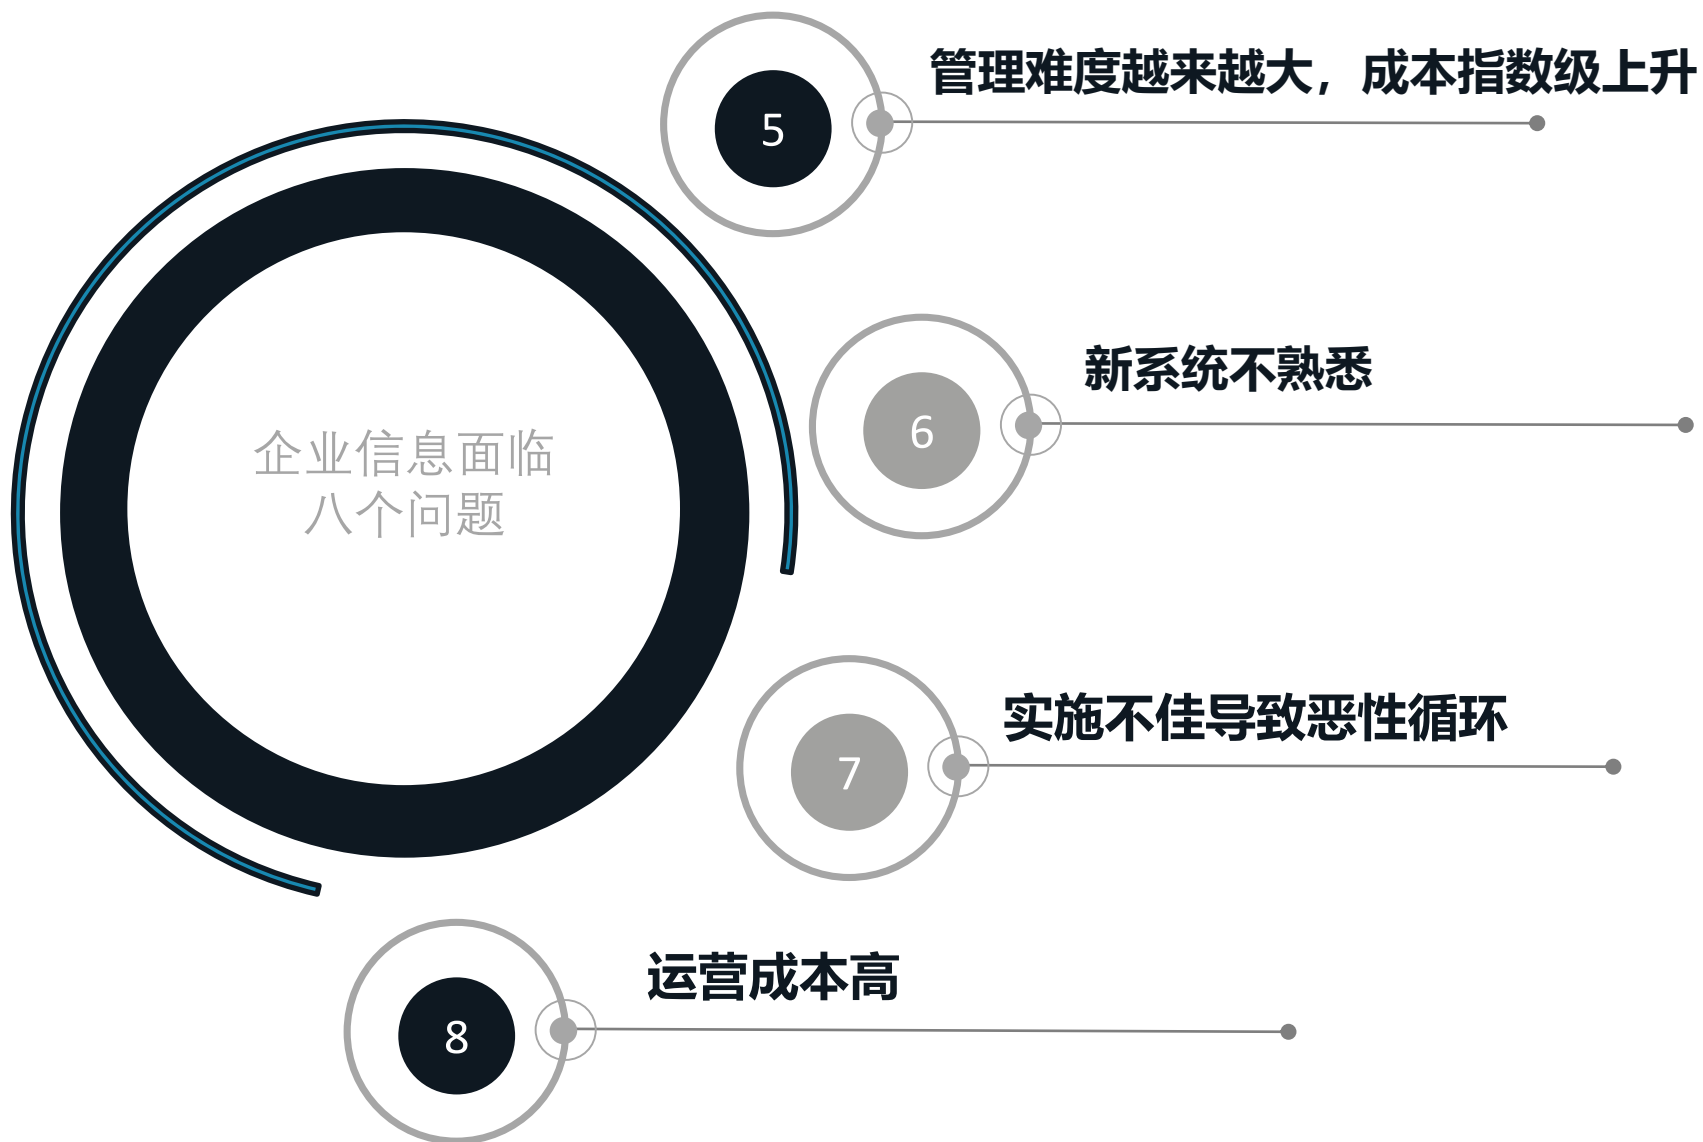 企业信息面临
八个问题
5
管理难度越来越大，成本指数级上升
6
新系统不熟悉
7
实施不佳导致恶性循环
8
运营成本高